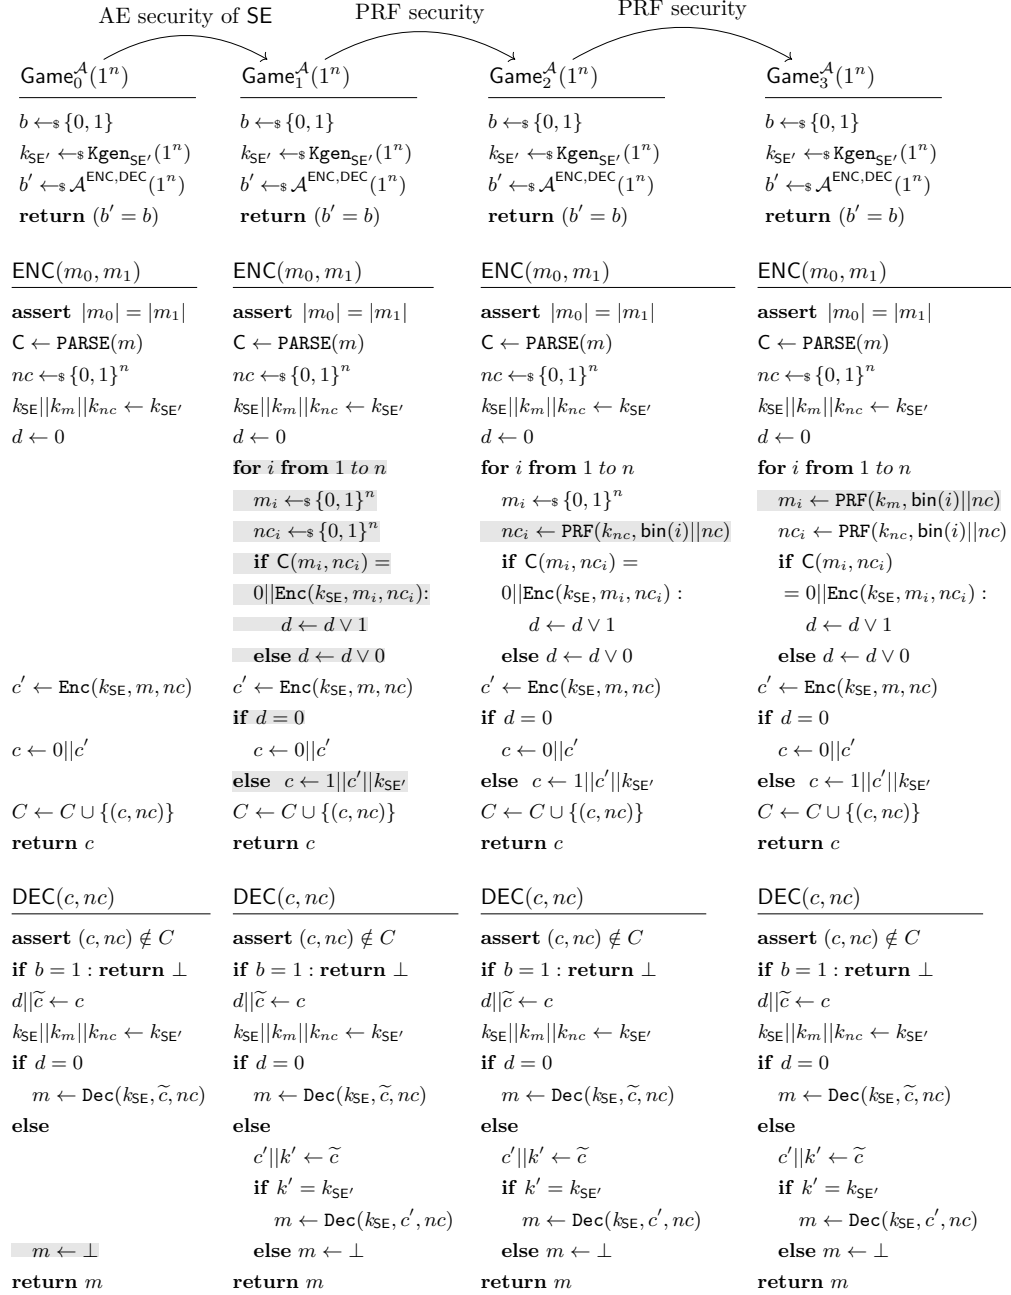 AE security of SE
PRF security
PRF security
Game₀^𝒜(1ⁿ)
b ←$ {0, 1}
k_SE′ ←$ Kgen_SE′(1ⁿ)
b′ ←$ 𝒜^ENC,DEC(1ⁿ)
return (b′ = b)
ENC(m₀, m₁)
assert |m₀| = |m₁|
C ← PARSE(m)
nc ←$ {0, 1}ⁿ
k_SE||k_m||k_nc ← k_SE′
d ← 0
c′ ← Enc(k_SE, m, nc)
c ← 0||c′
C ← C ∪ {(c, nc)}
return c
DEC(c, nc)
assert (c, nc) ∉ C
if b = 1 : return ⊥
d||c̃ ← c
k_SE||k_m||k_nc ← k_SE′
if d = 0
m ← Dec(k_SE, c̃, nc)
else
m ← ⊥
return m
Game₁^𝒜(1ⁿ)
b ←$ {0, 1}
k_SE′ ←$ Kgen_SE′(1ⁿ)
b′ ←$ 𝒜^ENC,DEC(1ⁿ)
return (b′ = b)
ENC(m₀, m₁)
assert |m₀| = |m₁|
C ← PARSE(m)
nc ←$ {0, 1}ⁿ
k_SE||k_m||k_nc ← k_SE′
d ← 0
for i from 1 to n
m_i ←$ {0, 1}ⁿ
nc_i ←$ {0, 1}ⁿ
if C(m_i, nc_i) =
0||Enc(k_SE, m_i, nc_i):
d ← d ∨ 1
else d ← d ∨ 0
c′ ← Enc(k_SE, m, nc)
if d = 0
c ← 0||c′
else c ← 1||c′||k_SE′
C ← C ∪ {(c, nc)}
return c
DEC(c, nc)
assert (c, nc) ∉ C
if b = 1 : return ⊥
d||c̃ ← c
k_SE||k_m||k_nc ← k_SE′
if d = 0
m ← Dec(k_SE, c̃, nc)
else
c′||k′ ← c̃
if k′ = k_SE′
m ← Dec(k_SE, c′, nc)
else m ← ⊥
return m
Game₂^𝒜(1ⁿ)
b ←$ {0, 1}
k_SE′ ←$ Kgen_SE′(1ⁿ)
b′ ←$ 𝒜^ENC,DEC(1ⁿ)
return (b′ = b)
ENC(m₀, m₁)
assert |m₀| = |m₁|
C ← PARSE(m)
nc ←$ {0, 1}ⁿ
k_SE||k_m||k_nc ← k_SE′
d ← 0
for i from 1 to n
m_i ←$ {0, 1}ⁿ
nc_i ← PRF(k_nc, bin(i)||nc)
if C(m_i, nc_i) =
0||Enc(k_SE, m_i, nc_i) :
d ← d ∨ 1
else d ← d ∨ 0
c′ ← Enc(k_SE, m, nc)
if d = 0
c ← 0||c′
else c ← 1||c′||k_SE′
C ← C ∪ {(c, nc)}
return c
DEC(c, nc)
assert (c, nc) ∉ C
if b = 1 : return ⊥
d||c̃ ← c
k_SE||k_m||k_nc ← k_SE′
if d = 0
m ← Dec(k_SE, c̃, nc)
else
c′||k′ ← c̃
if k′ = k_SE′
m ← Dec(k_SE, c′, nc)
else m ← ⊥
return m
Game₃^𝒜(1ⁿ)
b ←$ {0, 1}
k_SE′ ←$ Kgen_SE′(1ⁿ)
b′ ←$ 𝒜^ENC,DEC(1ⁿ)
return (b′ = b)
ENC(m₀, m₁)
assert |m₀| = |m₁|
C ← PARSE(m)
nc ←$ {0, 1}ⁿ
k_SE||k_m||k_nc ← k_SE′
d ← 0
for i from 1 to n
m_i ← PRF(k_m, bin(i)||nc)
nc_i ← PRF(k_nc, bin(i)||nc)
if C(m_i, nc_i)
= 0||Enc(k_SE, m_i, nc_i) :
d ← d ∨ 1
else d ← d ∨ 0
c′ ← Enc(k_SE, m, nc)
if d = 0
c ← 0||c′
else c ← 1||c′||k_SE′
C ← C ∪ {(c, nc)}
return c
DEC(c, nc)
assert (c, nc) ∉ C
if b = 1 : return ⊥
d||c̃ ← c
k_SE||k_m||k_nc ← k_SE′
if d = 0
m ← Dec(k_SE, c̃, nc)
else
c′||k′ ← c̃
if k′ = k_SE′
m ← Dec(k_SE, c′, nc)
else m ← ⊥
return m